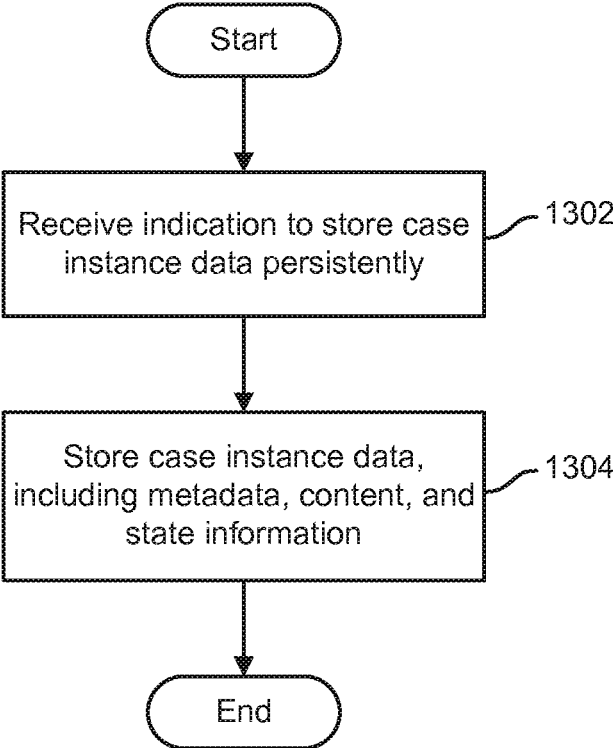 Start
Receive indication to store case
instance data persistently
1302
Store case instance data,
including metadata, content, and
state information
1304
End